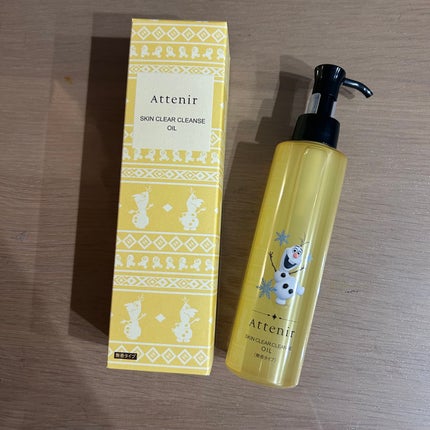 Attenir
SKIN CLEAR CLEANSE
OIL
無香タイプ
Attenir
SKIN CLEAR CLEANSE
OIL
(無香タイプ)